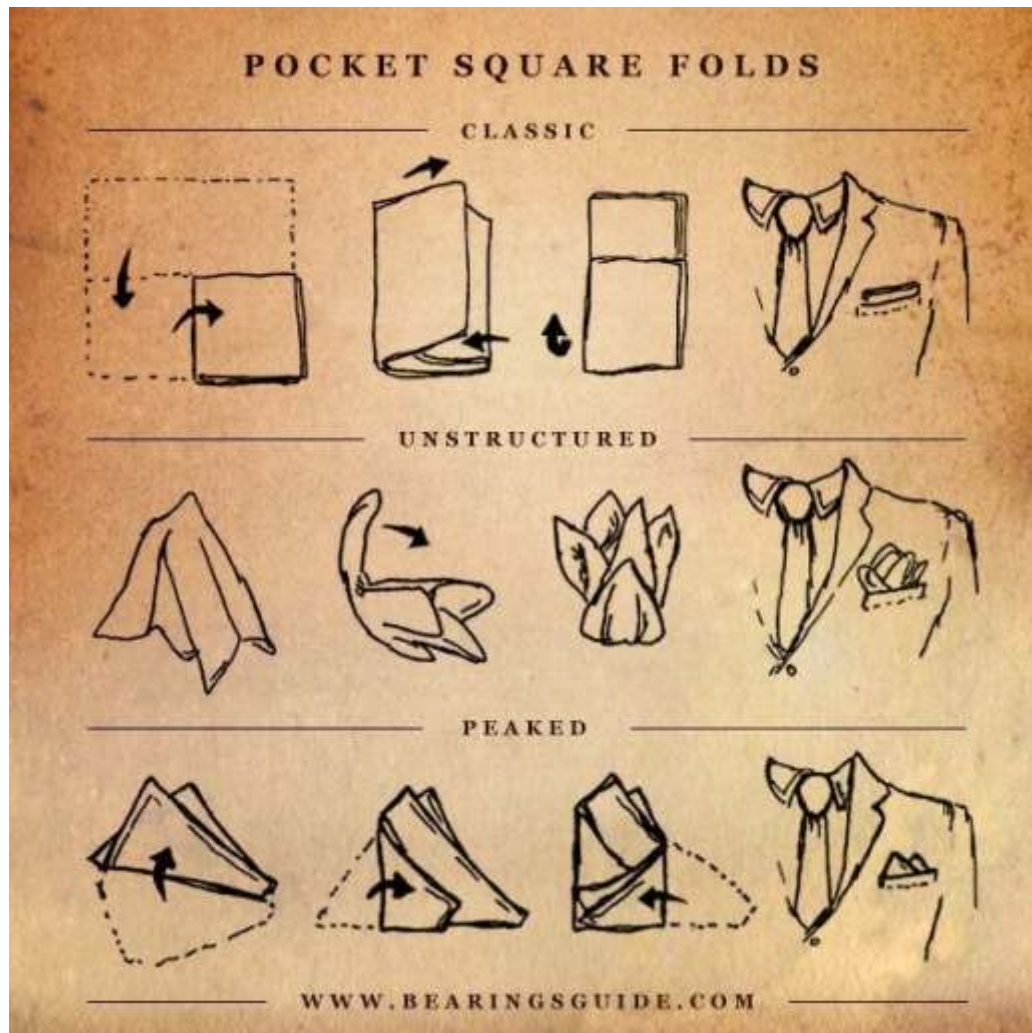 POCKET SQUARE FOLDS
CLASSIC
UNSTRUCTURED
PEAKED
WWW.BEARINGSGUIDE.COM